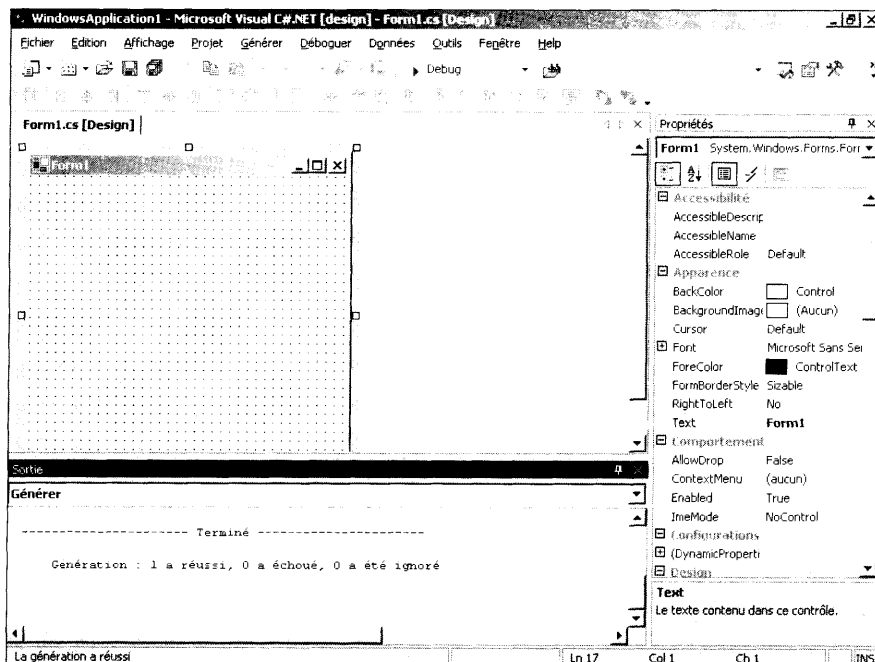 WindowsApplication1 - Microsoft Visual C#.NET [design] - Form1.cs [Design]
Fichier Edition Affichage Projet Générer Déboguer Données Outils Fenêtre Help
Debug
Form1.cs [Design]
Form1
Propriétés
Form1 System.Windows.Forms.Forr
Accessibilité
AccessibleDescrip
AccessibleName
AccessibleRole Default
Apparence
BackColor Control
BackgroundImag (Aucun)
Cursor Default
Font Microsoft Sans Ser
ForeColor ControlText
FormBorderStyle Sizable
RightToLeft No
Text Form1
Comportement
AllowDrop False
ContextMenu (aucun)
Enabled True
ImeMode NoControl
Configurations
(DynamicProperti
Design
Text
Le texte contenu dans ce contrôle.
Sortie
Générer
---------------------- Terminé ----------------------
Genération : 1 a réussi, 0 a échoué, 0 a été ignoré
La génération a réussi Ln 17 Col 1 Ch 1 INS